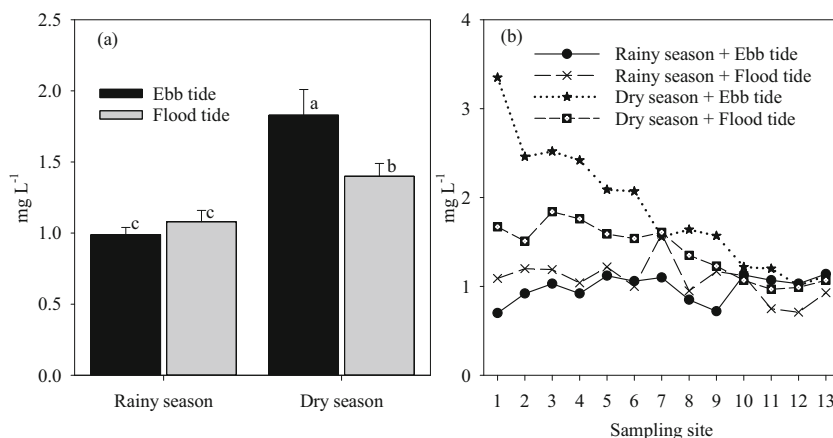 (a)
Ebb tide
Flood tide
mg L-1
2.5
2.0
1.5
1.0
0.5
0.0
c
c
a
b
Rainy season
Dry season
(b)
Rainy season + Ebb tide
Rainy season + Flood tide
Dry season + Ebb tide
Dry season + Flood tide
mg L-1
4
3
2
1
0
1 2 3 4 5 6 7 8 9 10 11 12 13
Sampling site